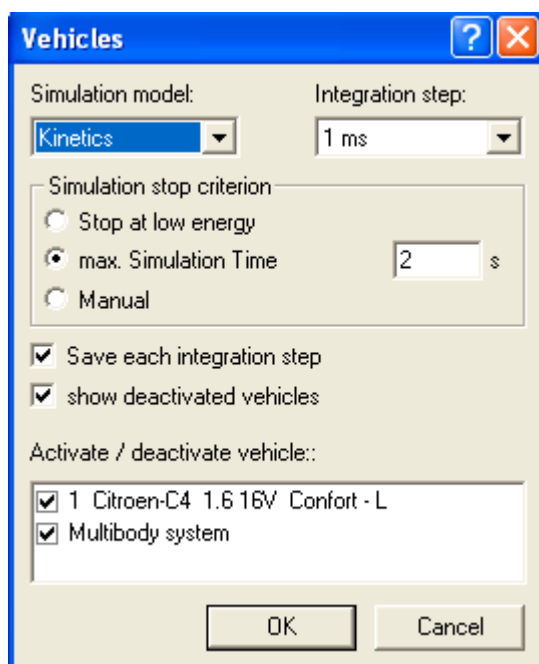 Vehicles
Simulation model: Integration step:
Kinetics 1 ms
Simulation stop criterion
Stop at low energy
max. Simulation Time 2 s
Manual
Save each integration step
show deactivated vehicles
Activate / deactivate vehicle::
1 Citroen-C4 1.6 16V Confort - L
Multibody system
OK Cancel